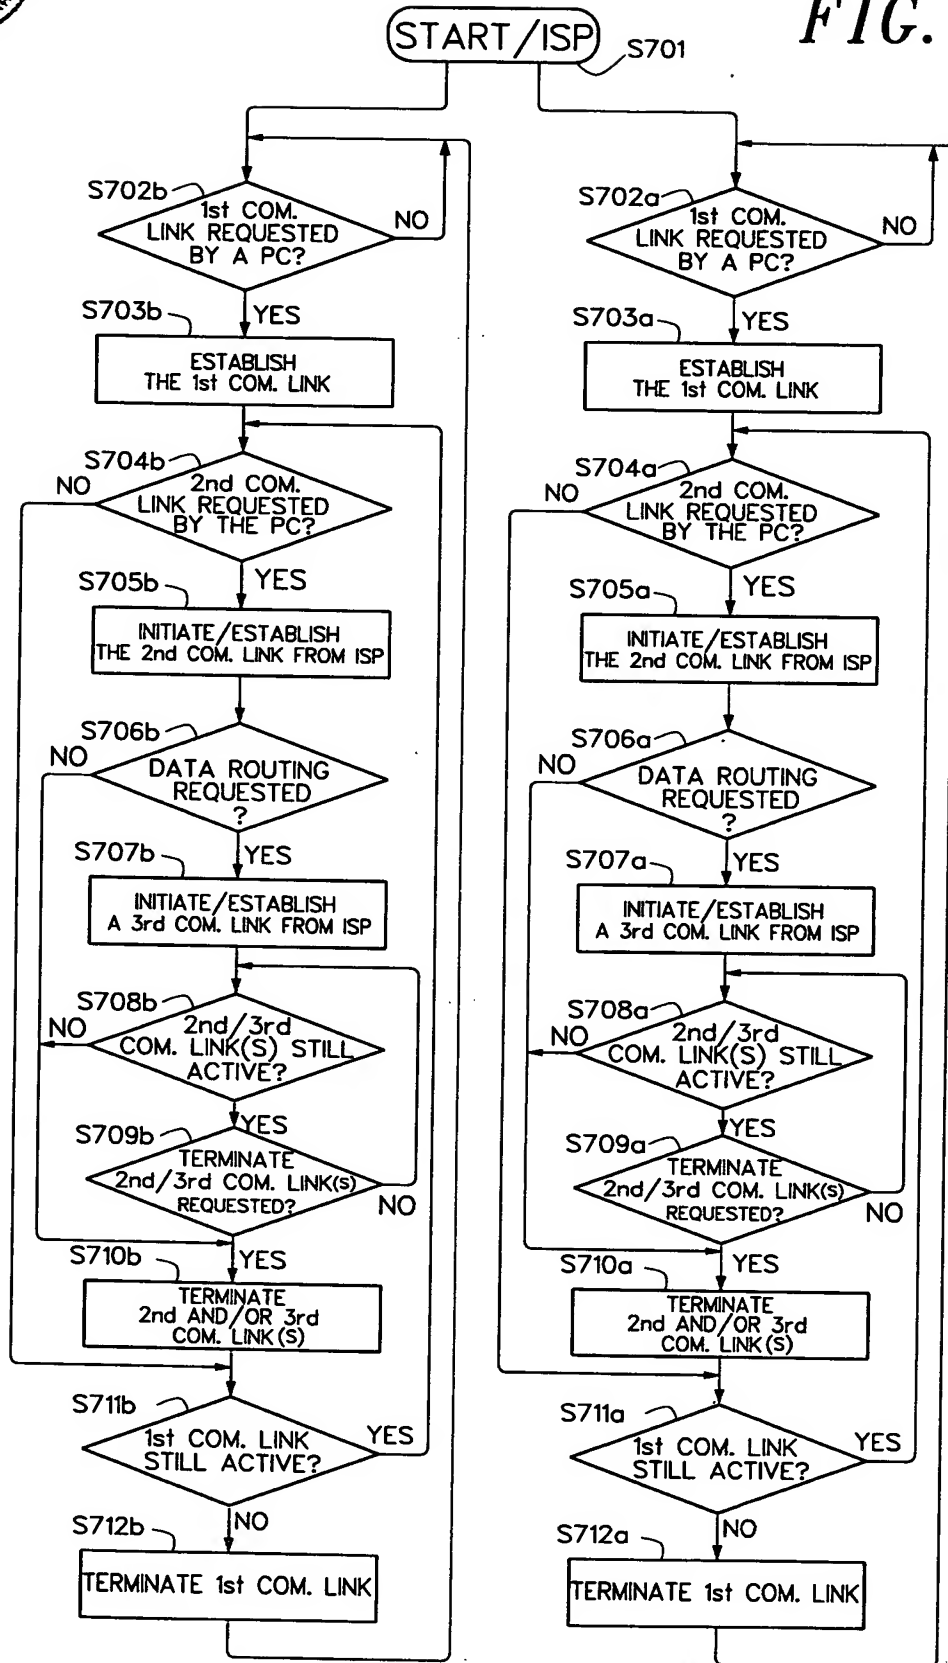 START/ISP
FIG.
S701
S702b
1st COM.
LINK REQUESTED
BY A PC?
NO
YES
S703b
ESTABLISH
THE 1st COM. LINK
S704b
NO
2nd COM.
LINK REQUESTED
BY THE PC?
YES
S705b
INITIATE/ESTABLISH
THE 2nd COM. LINK FROM ISP
S706b
NO
DATA ROUTING
REQUESTED
?
YES
S707b
INITIATE/ESTABLISH
A 3rd COM. LINK FROM ISP
S708b
NO
2nd/3rd
COM. LINK(S) STILL
ACTIVE?
YES
S709b
TERMINATE
2nd/3rd COM. LINK(s)
REQUESTED?
NO
YES
S710b
TERMINATE
2nd AND/OR 3rd
COM. LINK(S)
S711b
1st COM. LINK
STILL ACTIVE?
YES
NO
S712b
TERMINATE 1st COM. LINK
S702a
1st COM.
LINK REQUESTED
BY A PC?
NO
YES
S703a
ESTABLISH
THE 1st COM. LINK
S704a
NO
2nd COM.
LINK REQUESTED
BY THE PC?
YES
S705a
INITIATE/ESTABLISH
THE 2nd COM. LINK FROM ISP
S706a
NO
DATA ROUTING
REQUESTED
?
YES
S707a
INITIATE/ESTABLISH
A 3rd COM. LINK FROM ISP
S708a
NO
2nd/3rd
COM. LINK(S) STILL
ACTIVE?
YES
S709a
TERMINATE
2nd/3rd COM. LINK(s)
REQUESTED?
NO
YES
S710a
TERMINATE
2nd AND/OR 3rd
COM. LINK(S)
S711a
1st COM. LINK
STILL ACTIVE?
YES
NO
S712a
TERMINATE 1st COM. LINK